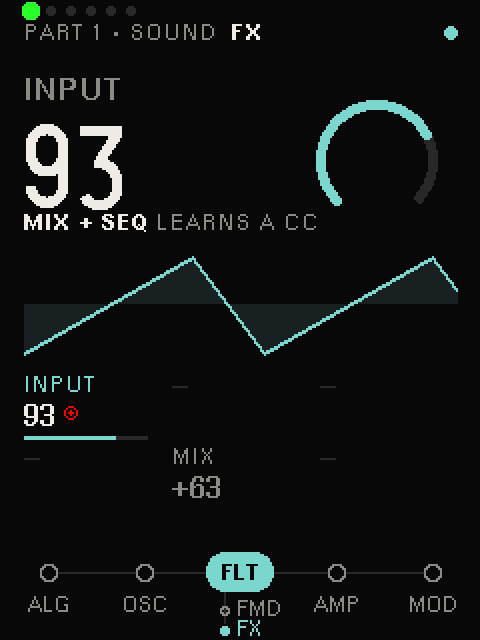 PART 1 · SOUND FX
INPUT
93
MIX + SEQ LEARNS A CC
INPUT
93
MIX
+63
FLT
ALG OSC FMD AMP MOD
FX